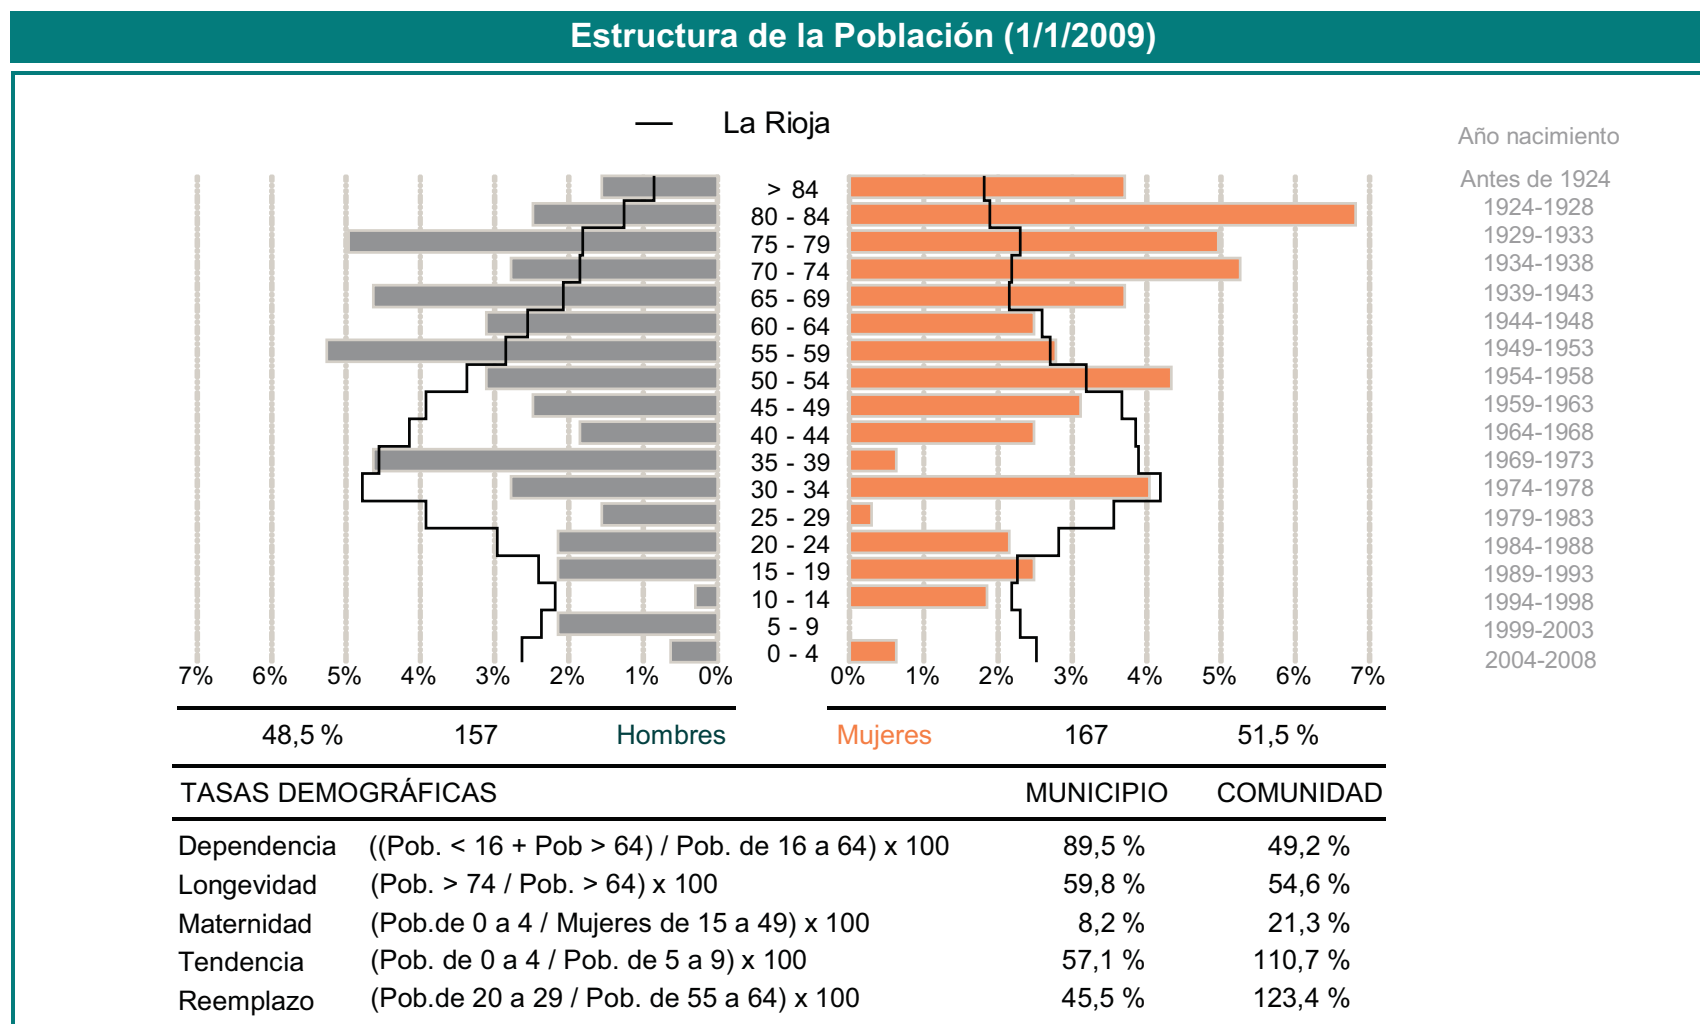 Estructura de la Población (1/1/2009)
La Rioja
Año nacimiento
> 84 Antes de 1924
80 - 84 1924-1928
75 - 79 1929-1933
70 - 74 1934-1938
65 - 69 1939-1943
60 - 64 1944-1948
55 - 59 1949-1953
50 - 54 1954-1958
45 - 49 1959-1963
40 - 44 1964-1968
35 - 39 1969-1973
30 - 34 1974-1978
25 - 29 1979-1983
20 - 24 1984-1988
15 - 19 1989-1993
10 - 14 1994-1998
5 - 9 1999-2003
0 - 4 2004-2008
7% 6% 5% 4% 3% 2% 1% 0% 0% 1% 2% 3% 4% 5% 6% 7%
48,5 % 157 Hombres Mujeres 167 51,5 %
TASAS DEMOGRÁFICAS MUNICIPIO COMUNIDAD
Dependencia ((Pob. < 16 + Pob > 64) / Pob. de 16 a 64) x 100 89,5 % 49,2 %
Longevidad (Pob. > 74 / Pob. > 64) x 100 59,8 % 54,6 %
Maternidad (Pob.de 0 a 4 / Mujeres de 15 a 49) x 100 8,2 % 21,3 %
Tendencia (Pob. de 0 a 4 / Pob. de 5 a 9) x 100 57,1 % 110,7 %
Reemplazo (Pob.de 20 a 29 / Pob. de 55 a 64) x 100 45,5 % 123,4 %